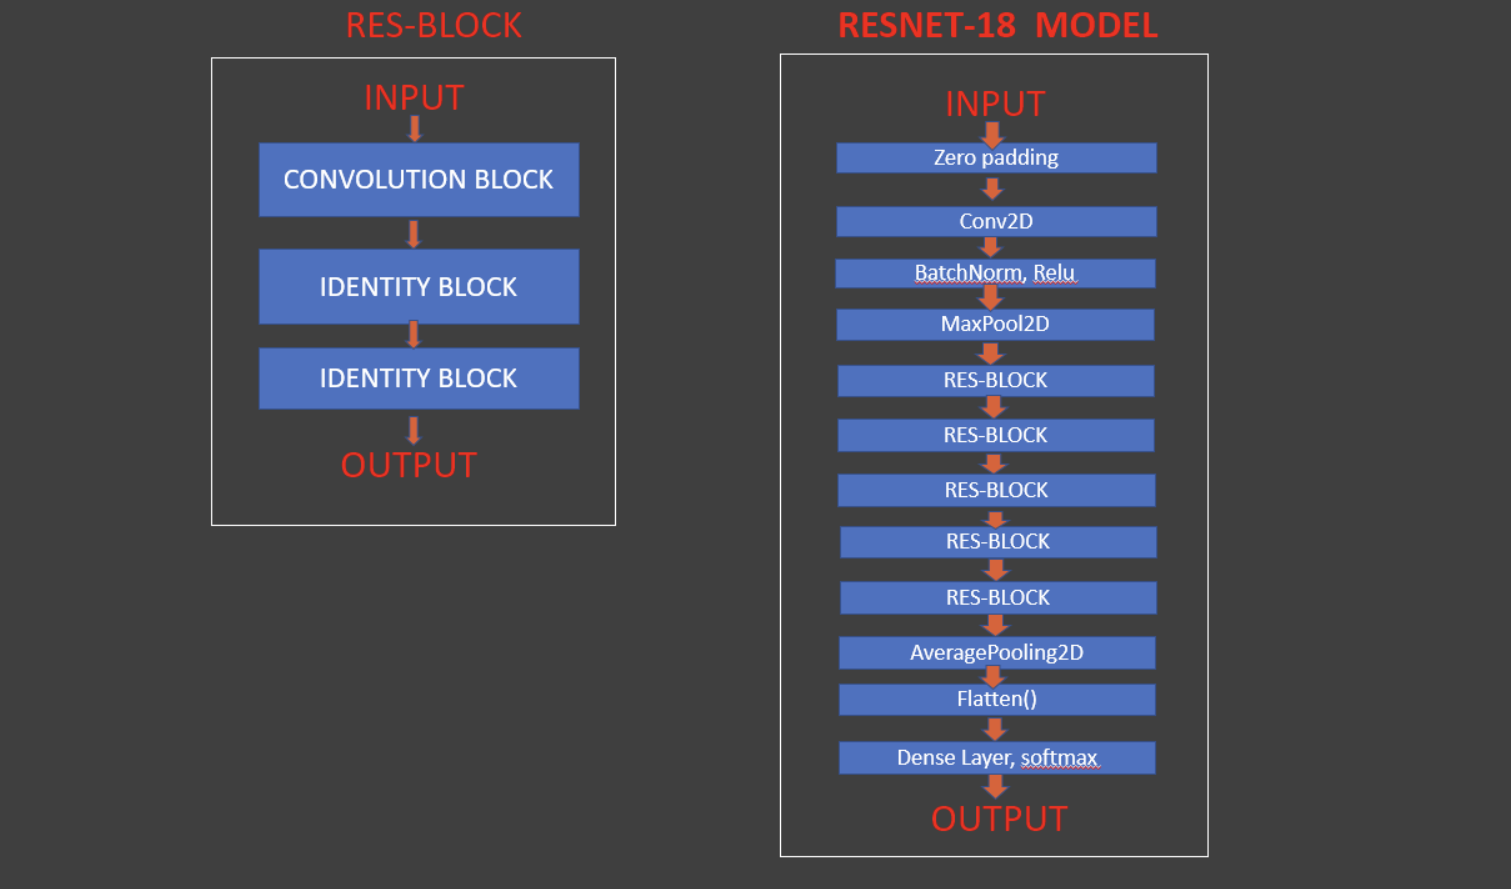 RES-BLOCK
INPUT
CONVOLUTION BLOCK
IDENTITY BLOCK
IDENTITY BLOCK
OUTPUT
RESNET-18 MODEL
INPUT
Zero padding
Conv2D
BatchNorm, Relu
MaxPool2D
RES-BLOCK
RES-BLOCK
RES-BLOCK
RES-BLOCK
RES-BLOCK
AveragePooling2D
Flatten()
Dense Layer, softmax
OUTPUT